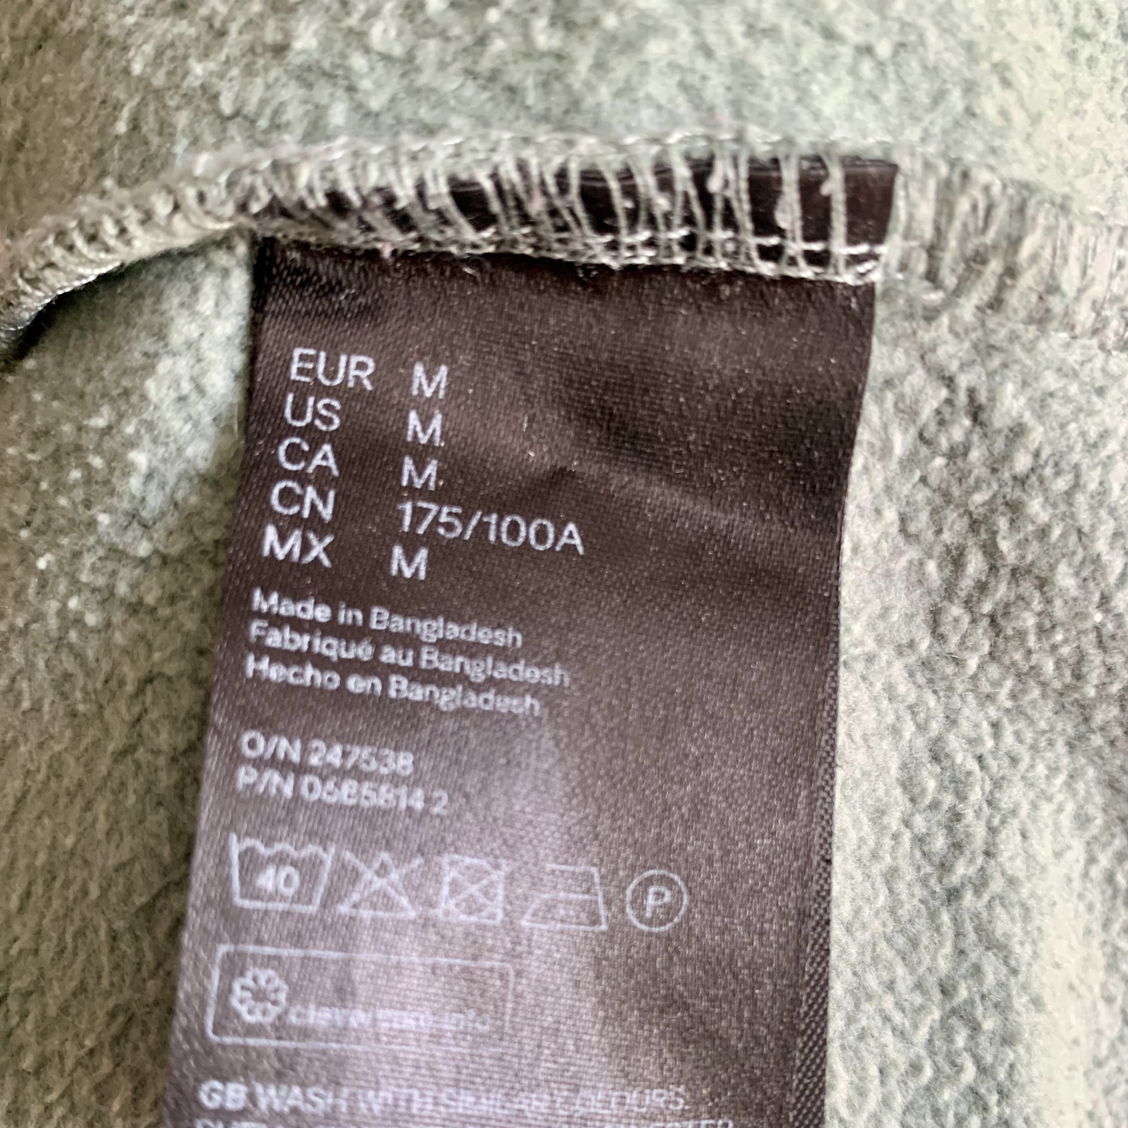 EUR M
US M
CA M
CN 175/100A
MX M
Made in Bangladesh
Fabriqué au Bangladesh
Hecho en Bangladesh
O/N 247538
P/N 0685814 2
40
P
GB WASH WITH SIMILAR COLOURS.